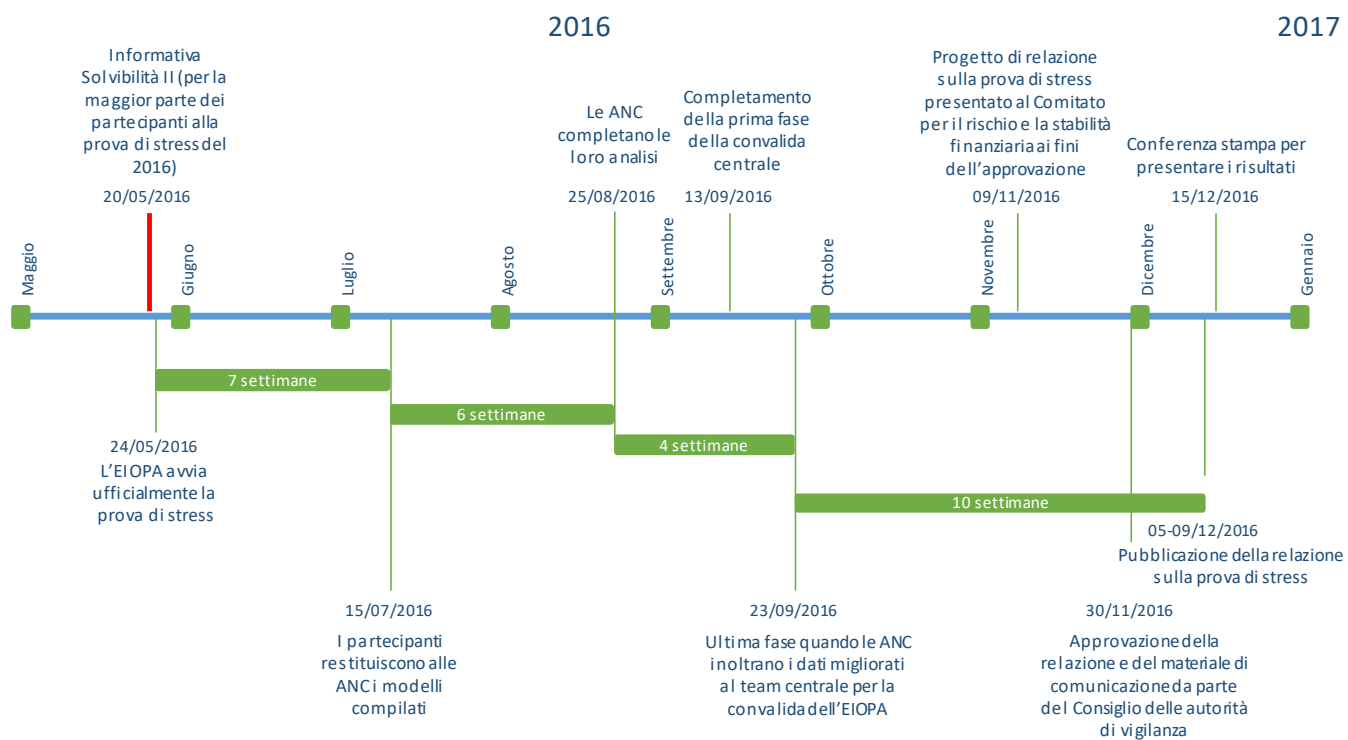 2016
2017
Informativa
Solvibilità II (per la
maggior parte dei
partecipanti alla
prova di stress del
2016)
20/05/2016
Le ANC
completano le
loro analisi
25/08/2016
Completamento
della prima fase
della convalida
centrale
13/09/2016
Progetto di relazione
sulla prova di stress
presentato al Comitato
per il rischio e la stabilità
finanziaria ai fini
dell’approvazione
09/11/2016
Conferenza stampa per
presentare i risultati
15/12/2016
Maggio
Giugno
Luglio
Agosto
Settembre
Ottobre
Novembre
Dicembre
Gennaio
7 settimane
6 settimane
4 settimane
10 settimane
24/05/2016
L’EIOPA avvia
ufficialmente la
prova di stress
05-09/12/2016
Pubblicazione della relazione
sulla prova di stress
15/07/2016
I partecipanti
restituiscono alle
ANC i modelli
compilati
23/09/2016
Ultima fase quando le ANC
inoltrano i dati migliorati
al team centrale per la
convalida dell’EIOPA
30/11/2016
Approvazione della
relazione e del materiale di
comunicazione da parte
del Consiglio delle autorità
di vigilanza